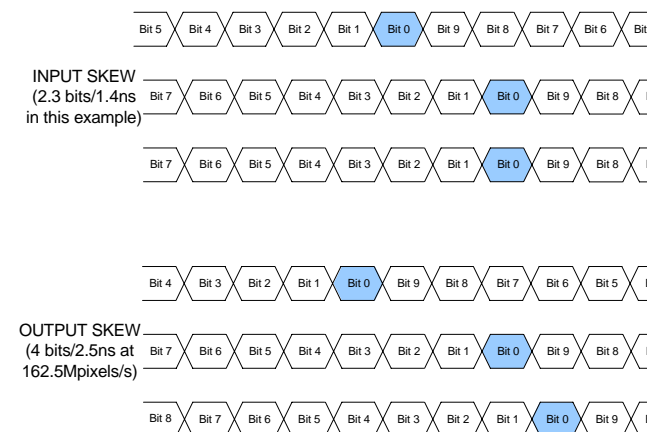 Bit 5 Bit 4 Bit 3 Bit 2 Bit 1 Bit 0 Bit 9 Bit 8 Bit 7 Bit 6 Bit
INPUT SKEW
(2.3 bits/1.4ns
in this example)
Bit 7 Bit 6 Bit 5 Bit 4 Bit 3 Bit 2 Bit 1 Bit 0 Bit 9 Bit 8
Bit 7 Bit 6 Bit 5 Bit 4 Bit 3 Bit 2 Bit 1 Bit 0 Bit 9 Bit 8
Bit 4 Bit 3 Bit 2 Bit 1 Bit 0 Bit 9 Bit 8 Bit 7 Bit 6 Bit 5
OUTPUT SKEW
(4 bits/2.5ns at
162.5Mpixels/s)
Bit 7 Bit 6 Bit 5 Bit 4 Bit 3 Bit 2 Bit 1 Bit 0 Bit 9 Bit 8
Bit 8 Bit 7 Bit 6 Bit 5 Bit 4 Bit 3 Bit 2 Bit 1 Bit 0 Bit 9